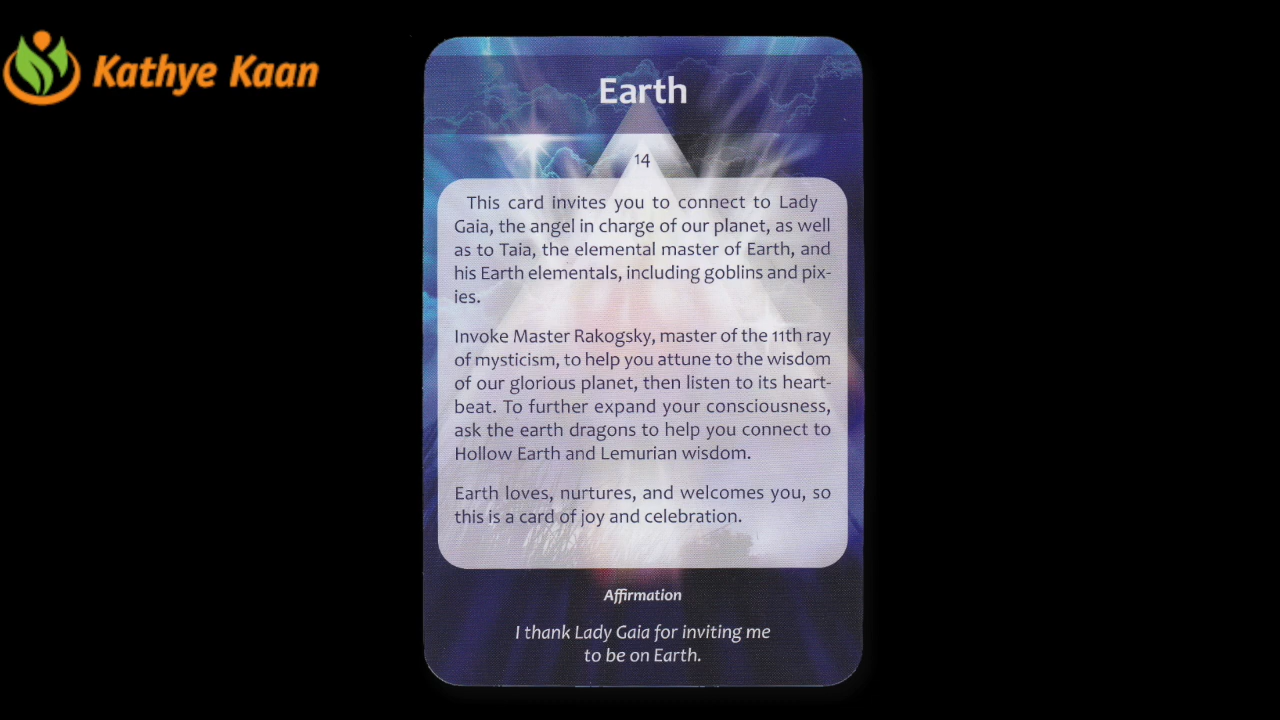 Kathye Kaan
Earth
14
This card invites you to connect to Lady
Gaia, the angel in charge of our planet, as well
as to Taia, the elemental master of Earth, and
his Earth elementals, including goblins and pix-
ies.
Invoke Master Rakogsky, master of the 11th ray
of mysticism, to help you attune to the wisdom
of our glorious planet, then listen to its heart-
beat. To further expand your consciousness,
ask the earth dragons to help you connect to
Hollow Earth and Lemurian wisdom.
Earth loves, nurtures, and welcomes you, so
this is a card of joy and celebration.
Affirmation
I thank Lady Gaia for inviting me
to be on Earth.